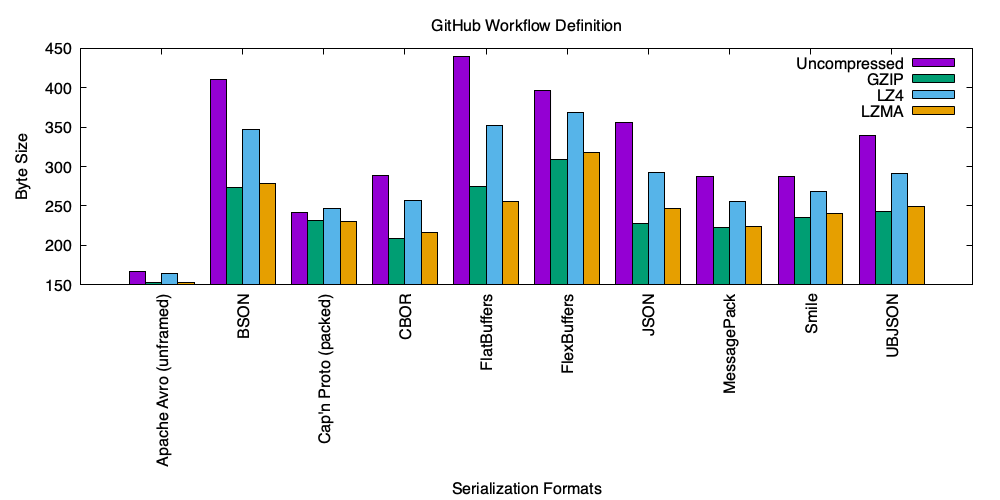 GitHub Workflow Definition
450
400
350
300
250
200
150
Byte Size
Uncompressed
GZIP
LZ4
LZMA
Apache Avro (unframed)
BSON
Cap'n Proto (packed)
CBOR
FlatBuffers
FlexBuffers
JSON
MessagePack
Smile
UBJSON
Serialization Formats